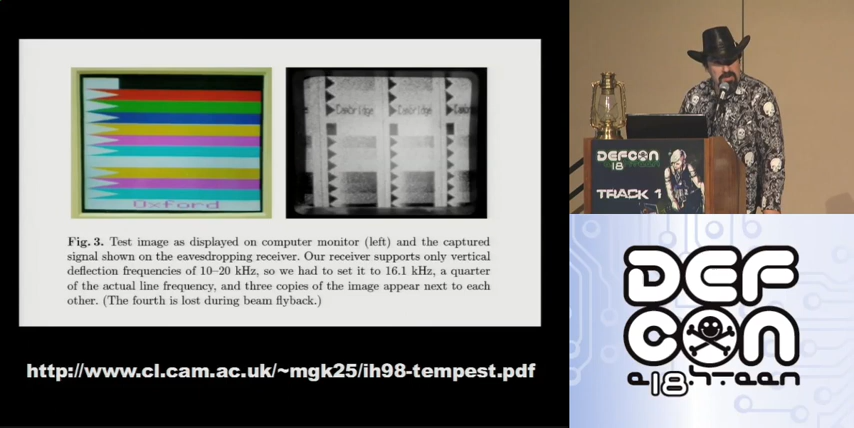 Oxford
Cambridge Cambridge Cam
Fig. 3. Test image as displayed on computer monitor (left) and the captured
signal shown on the eavesdropping receiver. Our receiver supports only vertical
deflection frequencies of 10–20 kHz, so we had to set it to 16.1 kHz, a quarter
of the actual line frequency, and three copies of the image appear next to each
other. (The fourth is lost during beam flyback.)
http://www.cl.cam.ac.uk/~mgk25/ih98-tempest.pdf
DEFCON
18
TRACK 1
DEF
CON
e18hteen